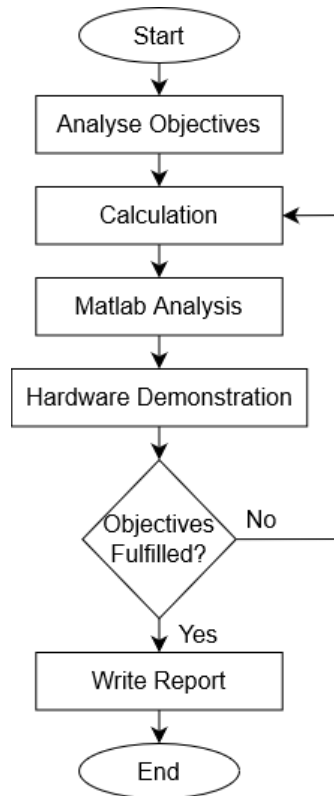 Start
Analyse Objectives
Calculation
Matlab Analysis
Hardware Demonstration
Objectives
Fulfilled?
No
Yes
Write Report
End